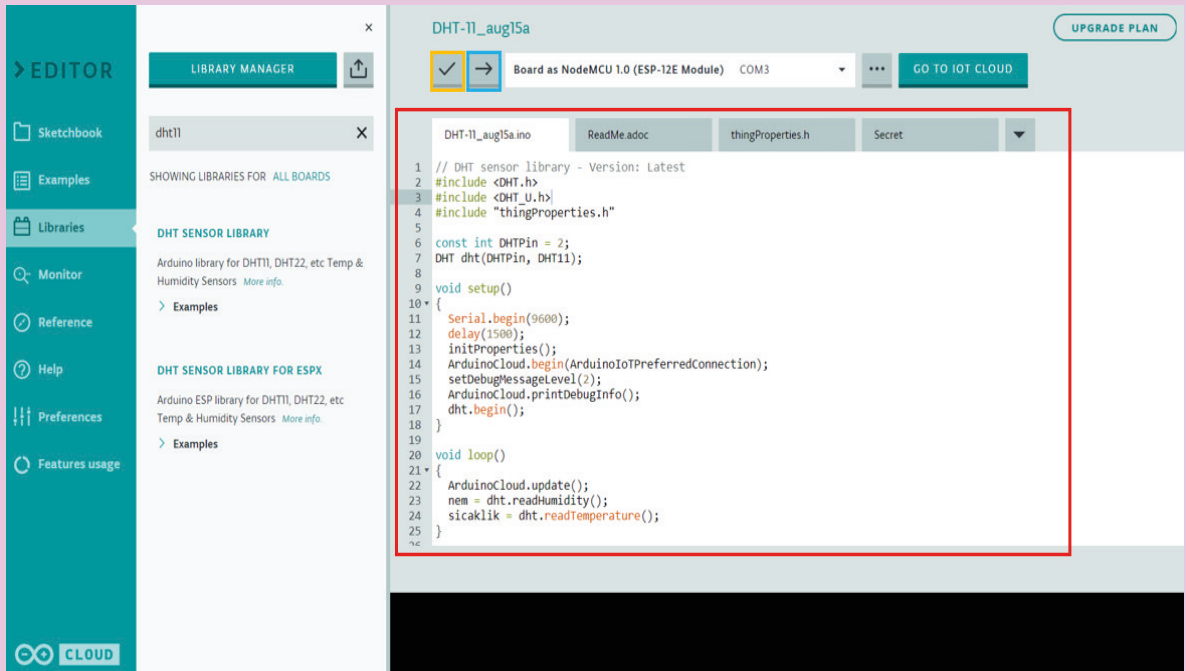 EDITOR
Sketchbook
Examples
Libraries
Monitor
Reference
Help
Preferences
Features usage
CLOUD
LIBRARY MANAGER
dht11
SHOWING LIBRARIES FOR ALL BOARDS
DHT SENSOR LIBRARY
Arduino library for DHT11, DHT22, etc Temp &
Humidity Sensors More info.
Examples
DHT SENSOR LIBRARY FOR ESPX
Arduino ESP library for DHT11, DHT22, etc
Temp & Humidity Sensors More info.
Examples
DHT-11_aug15a
UPGRADE PLAN
Board as NodeMCU 1.0 (ESP-12E Module) COM3
GO TO IOT CLOUD
DHT-11_aug15a.ino ReadMe.adoc thingProperties.h Secret
1 // DHT sensor library - Version: Latest
2 #include <DHT.h>
3 #include <DHT_U.h>
4 #include "thingProperties.h"
5
6 const int DHTPin = 2;
7 DHT dht(DHTPin, DHT11);
8
9 void setup()
10 {
11 Serial.begin(9600);
12 delay(1500);
13 initProperties();
14 ArduinoCloud.begin(ArduinoIoTPreferredConnection);
15 setDebugMessageLevel(2);
16 ArduinoCloud.printDebugInfo();
17 dht.begin();
18 }
19
20 void loop()
21 {
22 ArduinoCloud.update();
23 nem = dht.readHumidity();
24 sicaklik = dht.readTemperature();
25 }